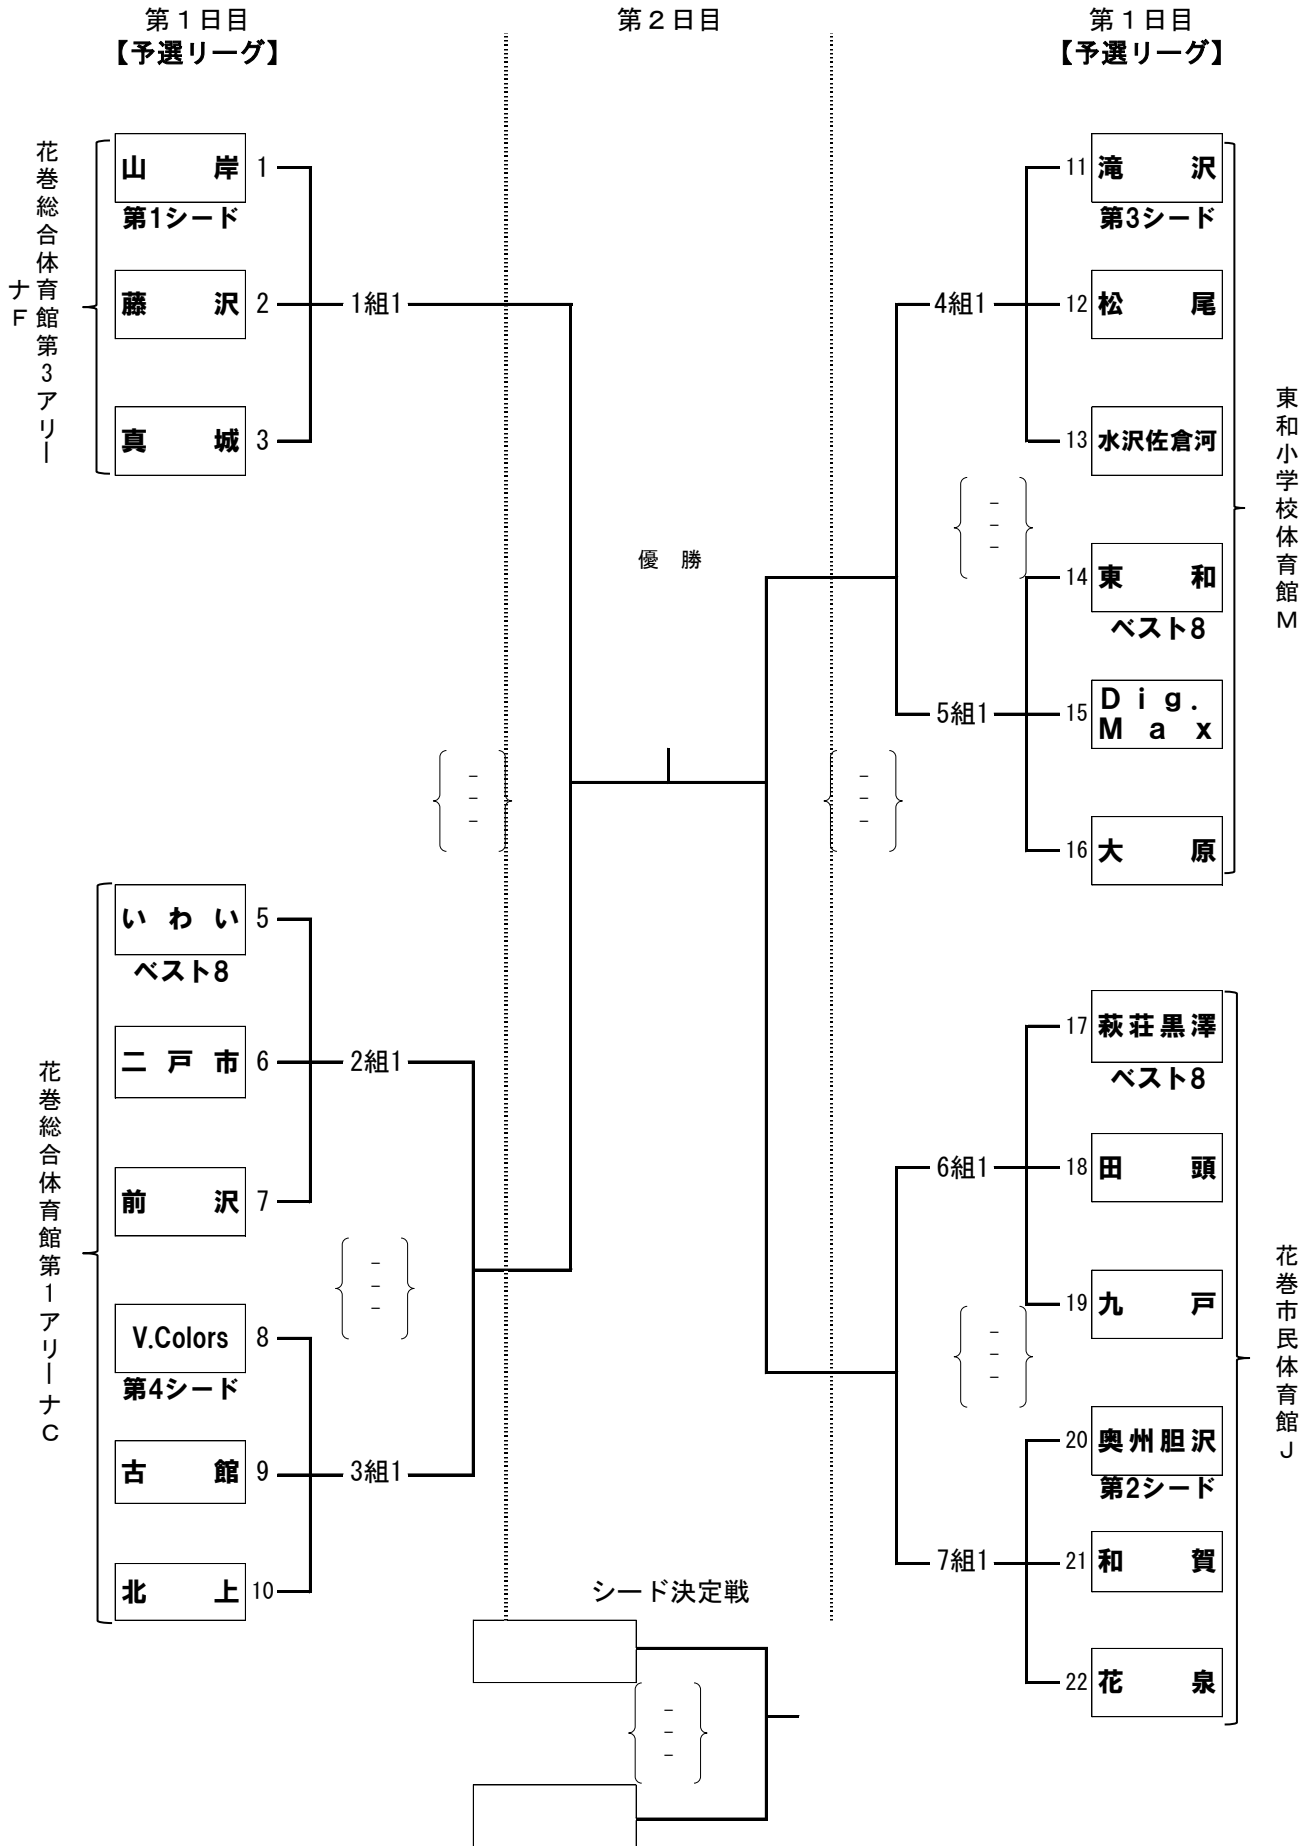 第１日目
【予選リーグ】
第２日目
第１日目
【予選リーグ】
花巻総合体育館第3アリー
ナF
山岸 1
第1シード
藤沢 2
1組1
真城 3
花巻総合体育館第1アリーナC
いわい 5
ベスト8
二戸市 6
2組1
前沢 7
V.Colors 8
第4シード
古館 9
3組1
北上 10
優勝
11 滝沢
第3シード
4組1
12 松尾
13 水沢佐倉河
14 東和
ベスト8
5組1
15 Dig.
Max
16 大原
東和小学校体育館M
17 萩荘黒澤
ベスト8
6組1
18 田頭
19 九戸
20 奥州胆沢
第2シード
7組1
21 和賀
22 花泉
花巻市民体育館J
シード決定戦